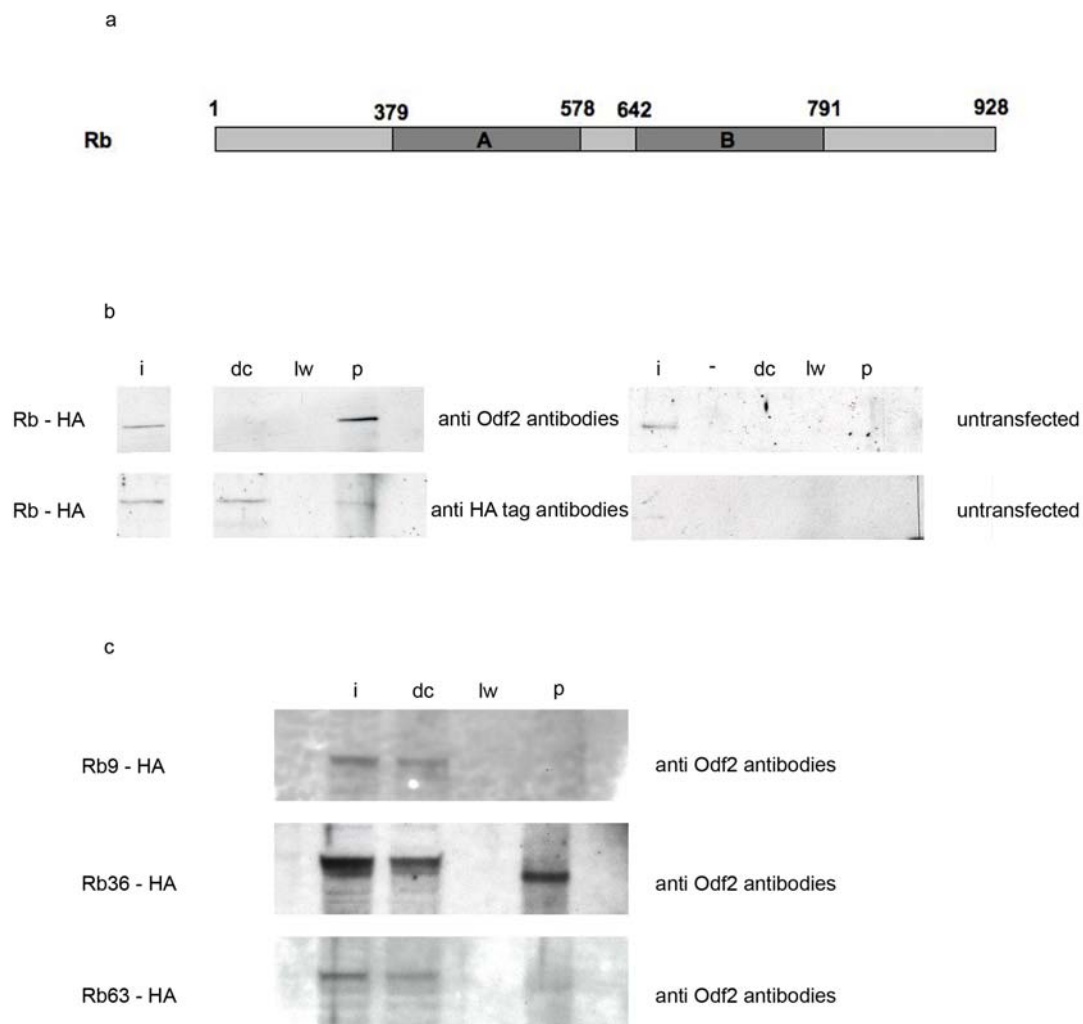 a
1 379 578 642 791 928
Rb A B
b
i dc lw p i - dc lw p
Rb - HA anti Odf2 antibodies untransfected
Rb - HA anti HA tag antibodies untransfected
c
i dc lw p
Rb9 - HA anti Odf2 antibodies
Rb36 - HA anti Odf2 antibodies
Rb63 - HA anti Odf2 antibodies